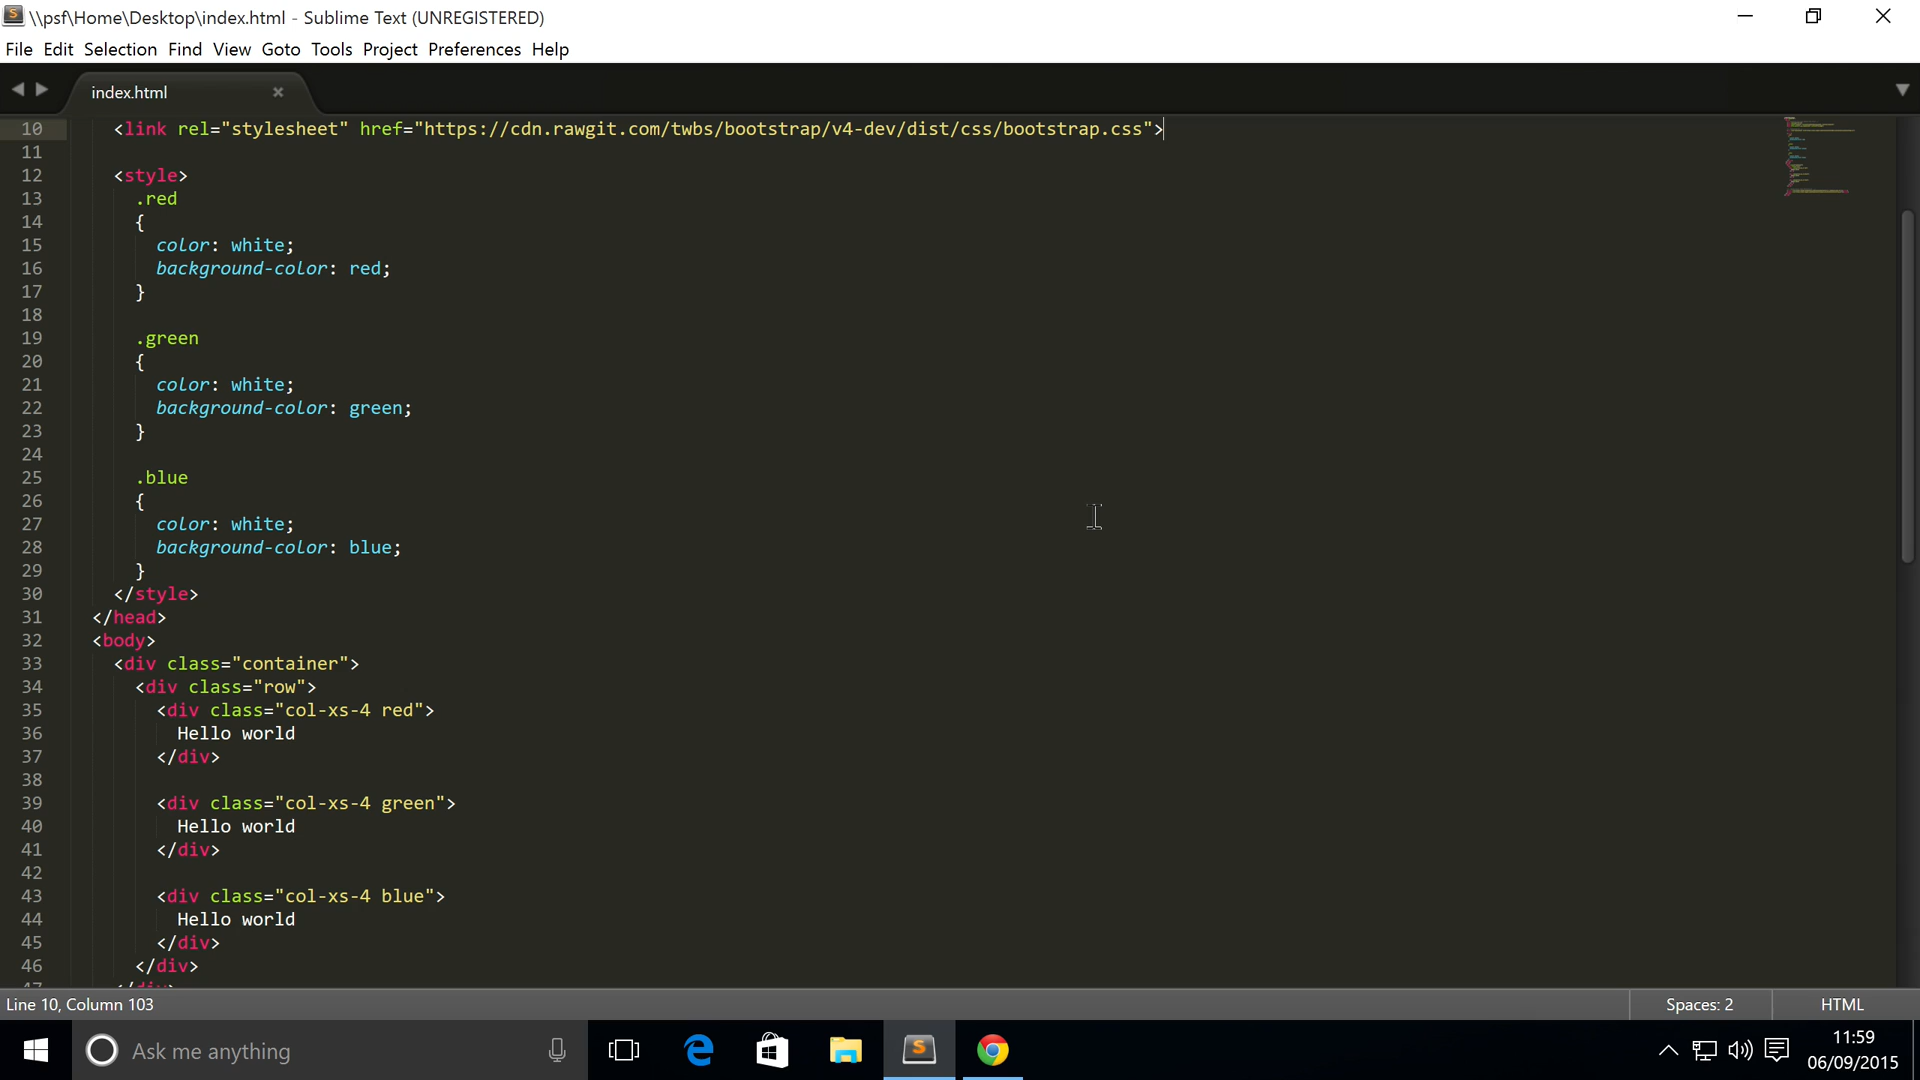 \\psf\Home\Desktop\index.html - Sublime Text (UNREGISTERED)
File Edit Selection Find View Goto Tools Project Preferences Help
index.html
10 <link rel="stylesheet" href="https://cdn.rawgit.com/twbs/bootstrap/v4-dev/dist/css/bootstrap.css">
11
12 <style>
13 .red
14 {
15 color: white;
16 background-color: red;
17 }
18
19 .green
20 {
21 color: white;
22 background-color: green;
23 }
24
25 .blue
26 {
27 color: white;
28 background-color: blue;
29 }
30 </style>
31 </head>
32 <body>
33 <div class="container">
34 <div class="row">
35 <div class="col-xs-4 red">
36 Hello world
37 </div>
38
39 <div class="col-xs-4 green">
40 Hello world
41 </div>
42
43 <div class="col-xs-4 blue">
44 Hello world
45 </div>
46 </div>
Line 10, Column 103
Spaces: 2
HTML
Ask me anything
11:59
06/09/2015